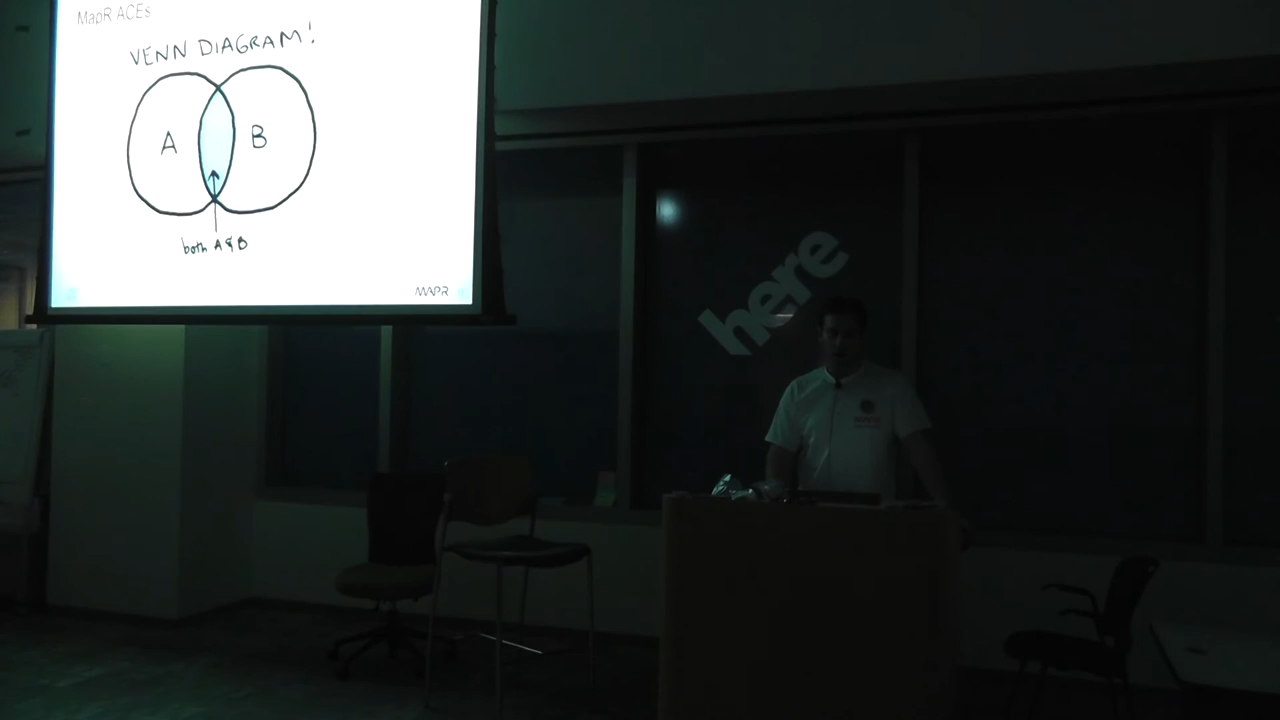 MapR ACEs
VENN DIAGRAM!
A
B
both A & B
MAPR
here